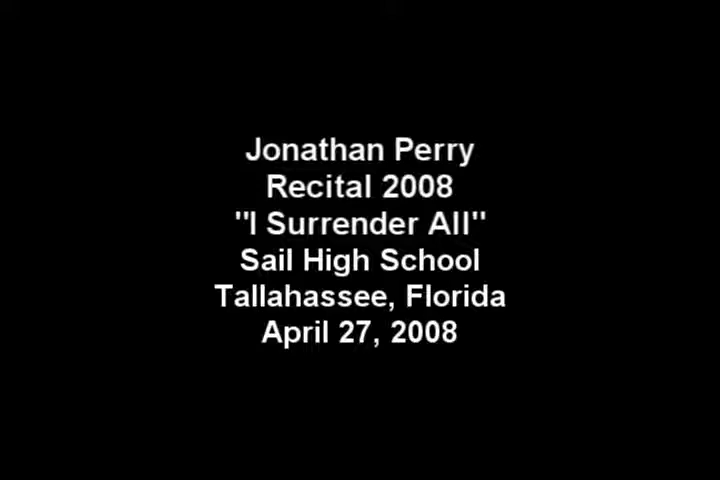 Jonathan Perry
Recital 2008
"I Surrender All"
Sail High School
Tallahassee, Florida
April 27, 2008